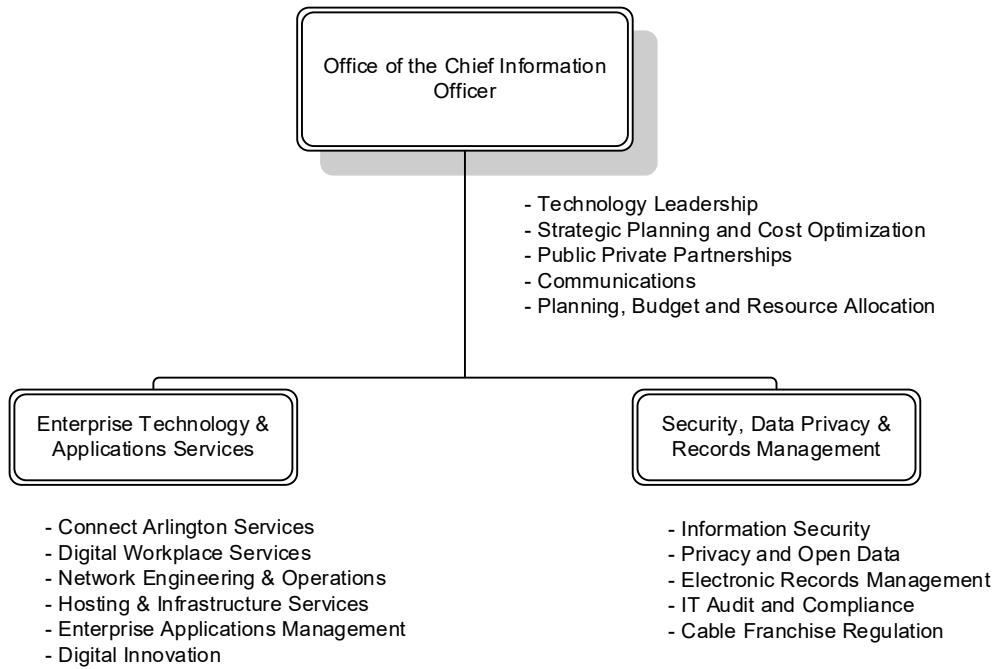 Office of the Chief Information
Officer
- Technology Leadership
- Strategic Planning and Cost Optimization
- Public Private Partnerships
- Communications
- Planning, Budget and Resource Allocation
Enterprise Technology &
Applications Services
- Connect Arlington Services
- Digital Workplace Services
- Network Engineering & Operations
- Hosting & Infrastructure Services
- Enterprise Applications Management
- Digital Innovation
Security, Data Privacy &
Records Management
- Information Security
- Privacy and Open Data
- Electronic Records Management
- IT Audit and Compliance
- Cable Franchise Regulation